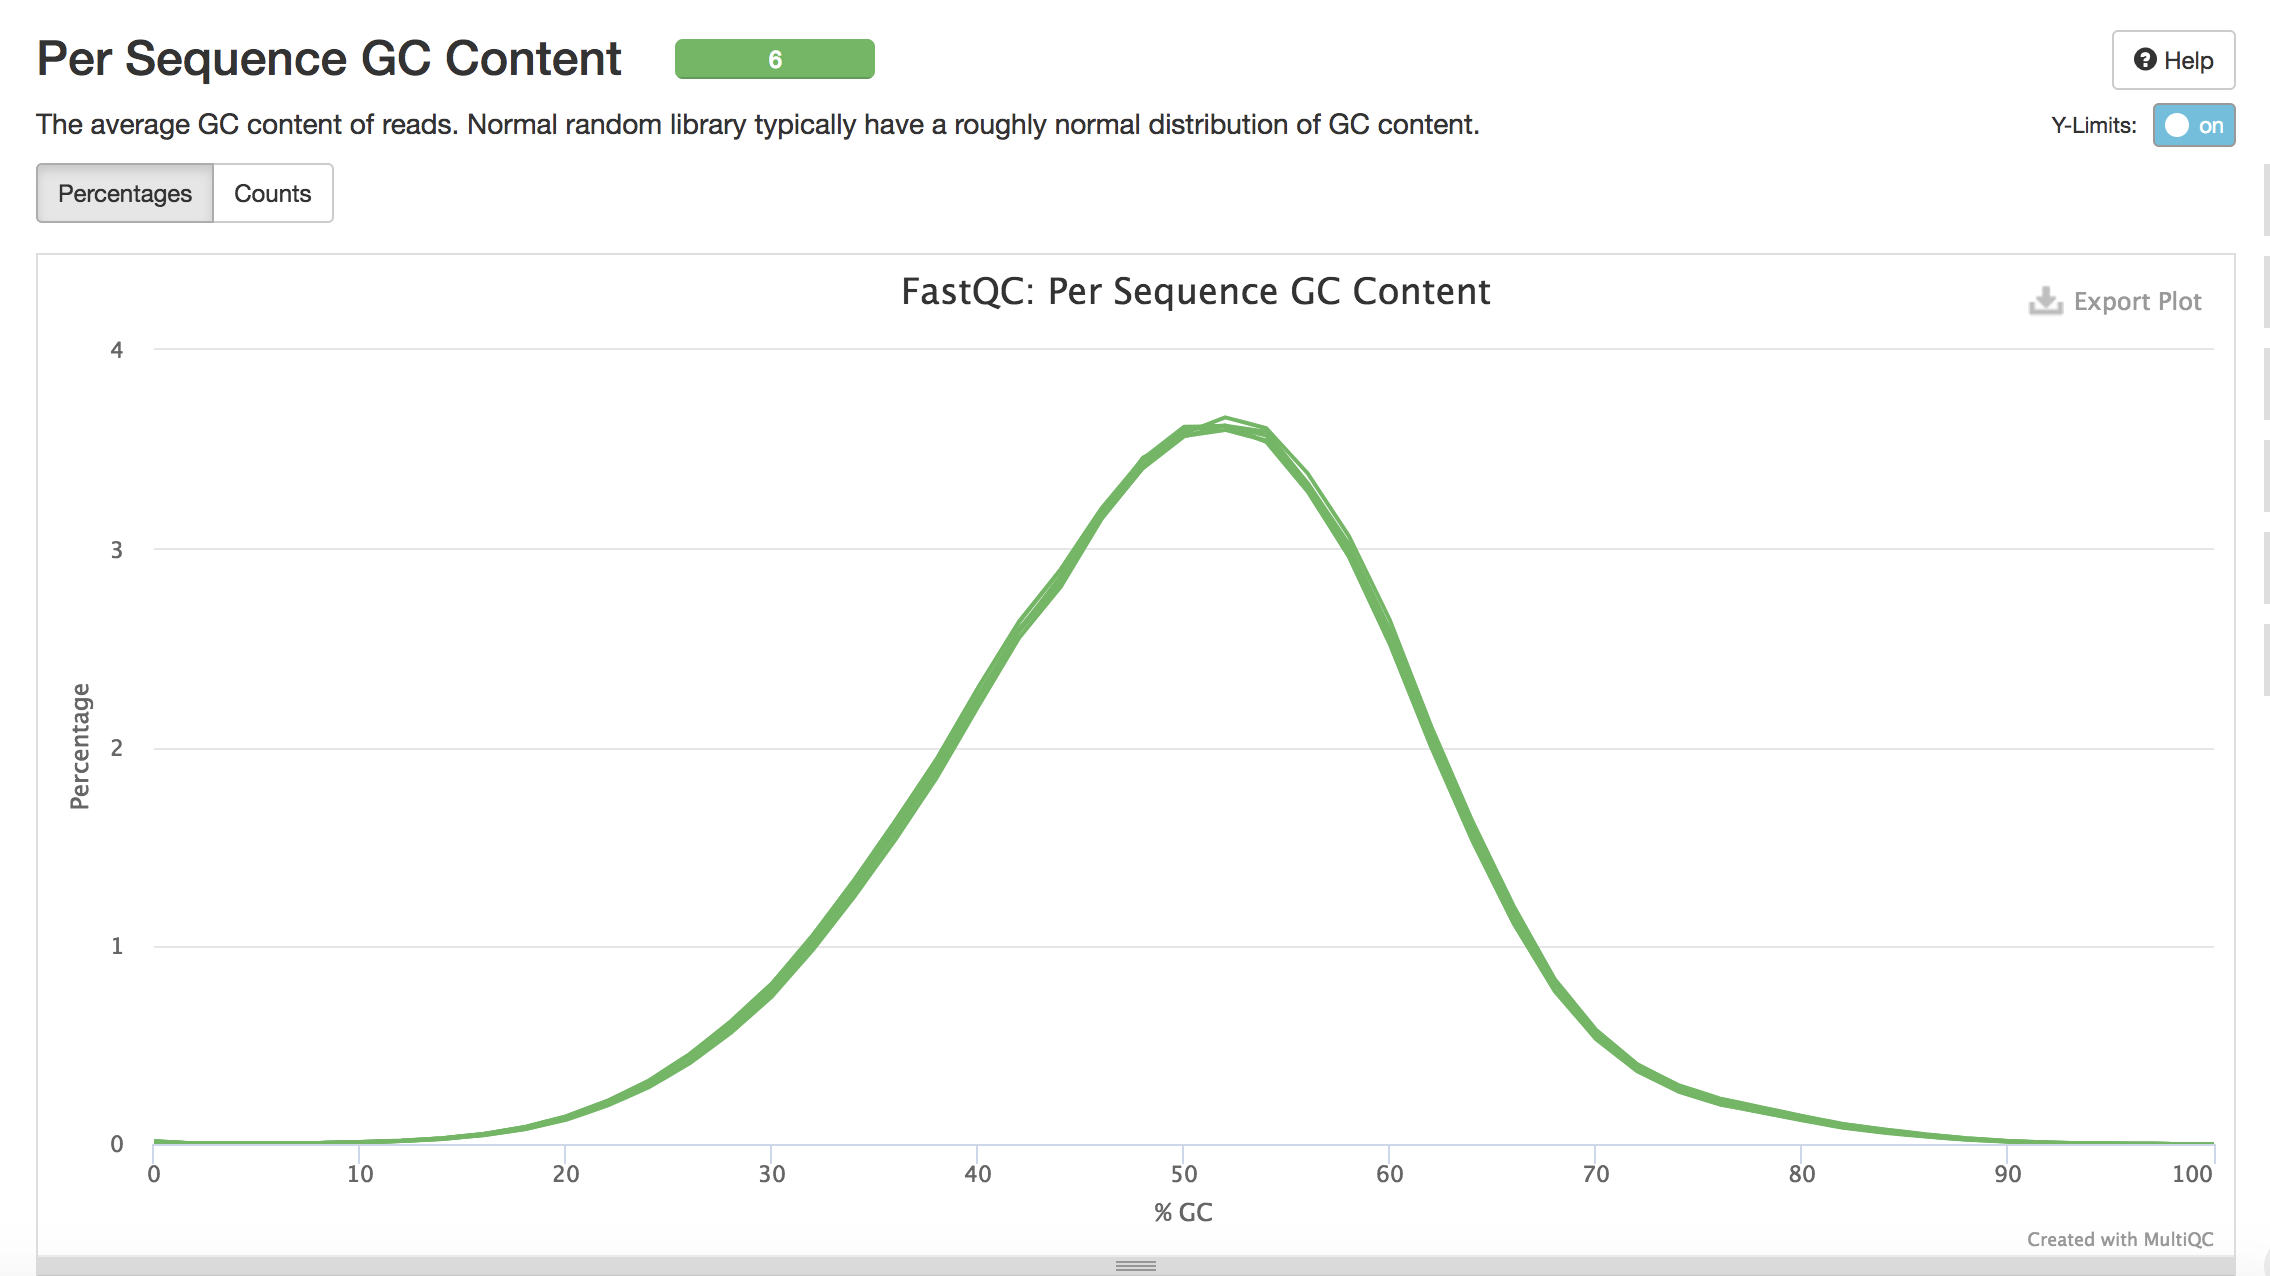 Per Sequence GC Content
6
Help
The average GC content of reads. Normal random library typically have a roughly normal distribution of GC content.
Y-Limits: on
Percentages Counts
FastQC: Per Sequence GC Content
Export Plot
4
3
2
1
0
Percentage
0 10 20 30 40 50 60 70 80 90 100
% GC
Created with MultiQC